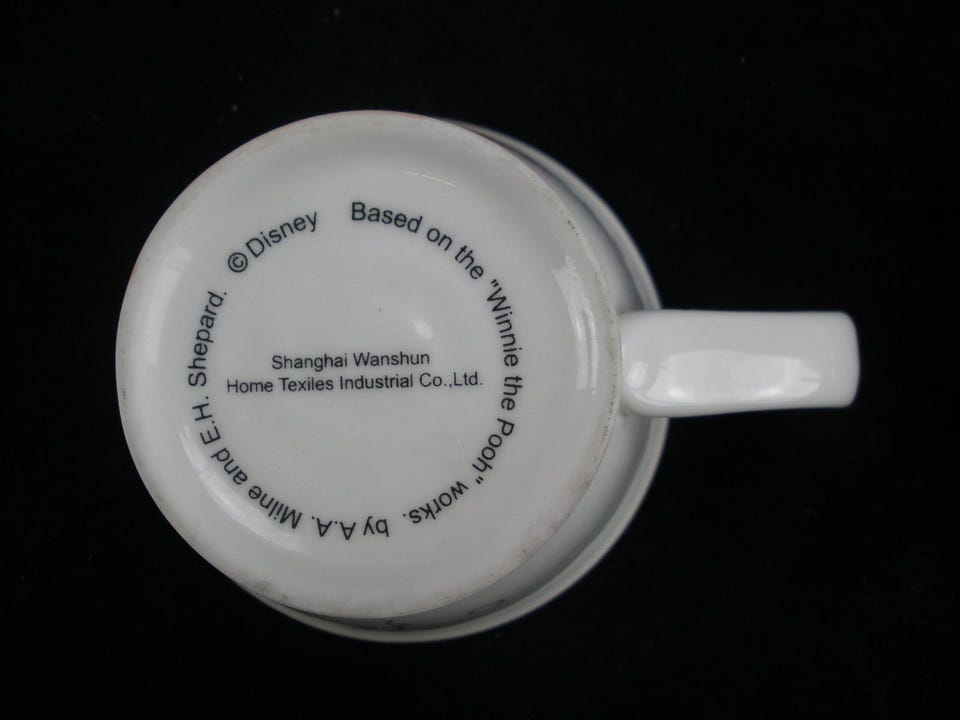 Based on the "Winnie the Pooh" works. by A.A. Milne and E.H. Shepard. ©Disney
Shanghai Wanshun
Home Texiles Industrial Co.,Ltd.